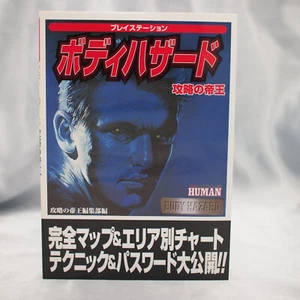 プレイステーション
ボディハザード
攻略の帝王
HUMAN
BODY HAZARD
攻略の帝王編集部編
完全マップ&エリア別チャート
テクニック&パスワード大公開!!